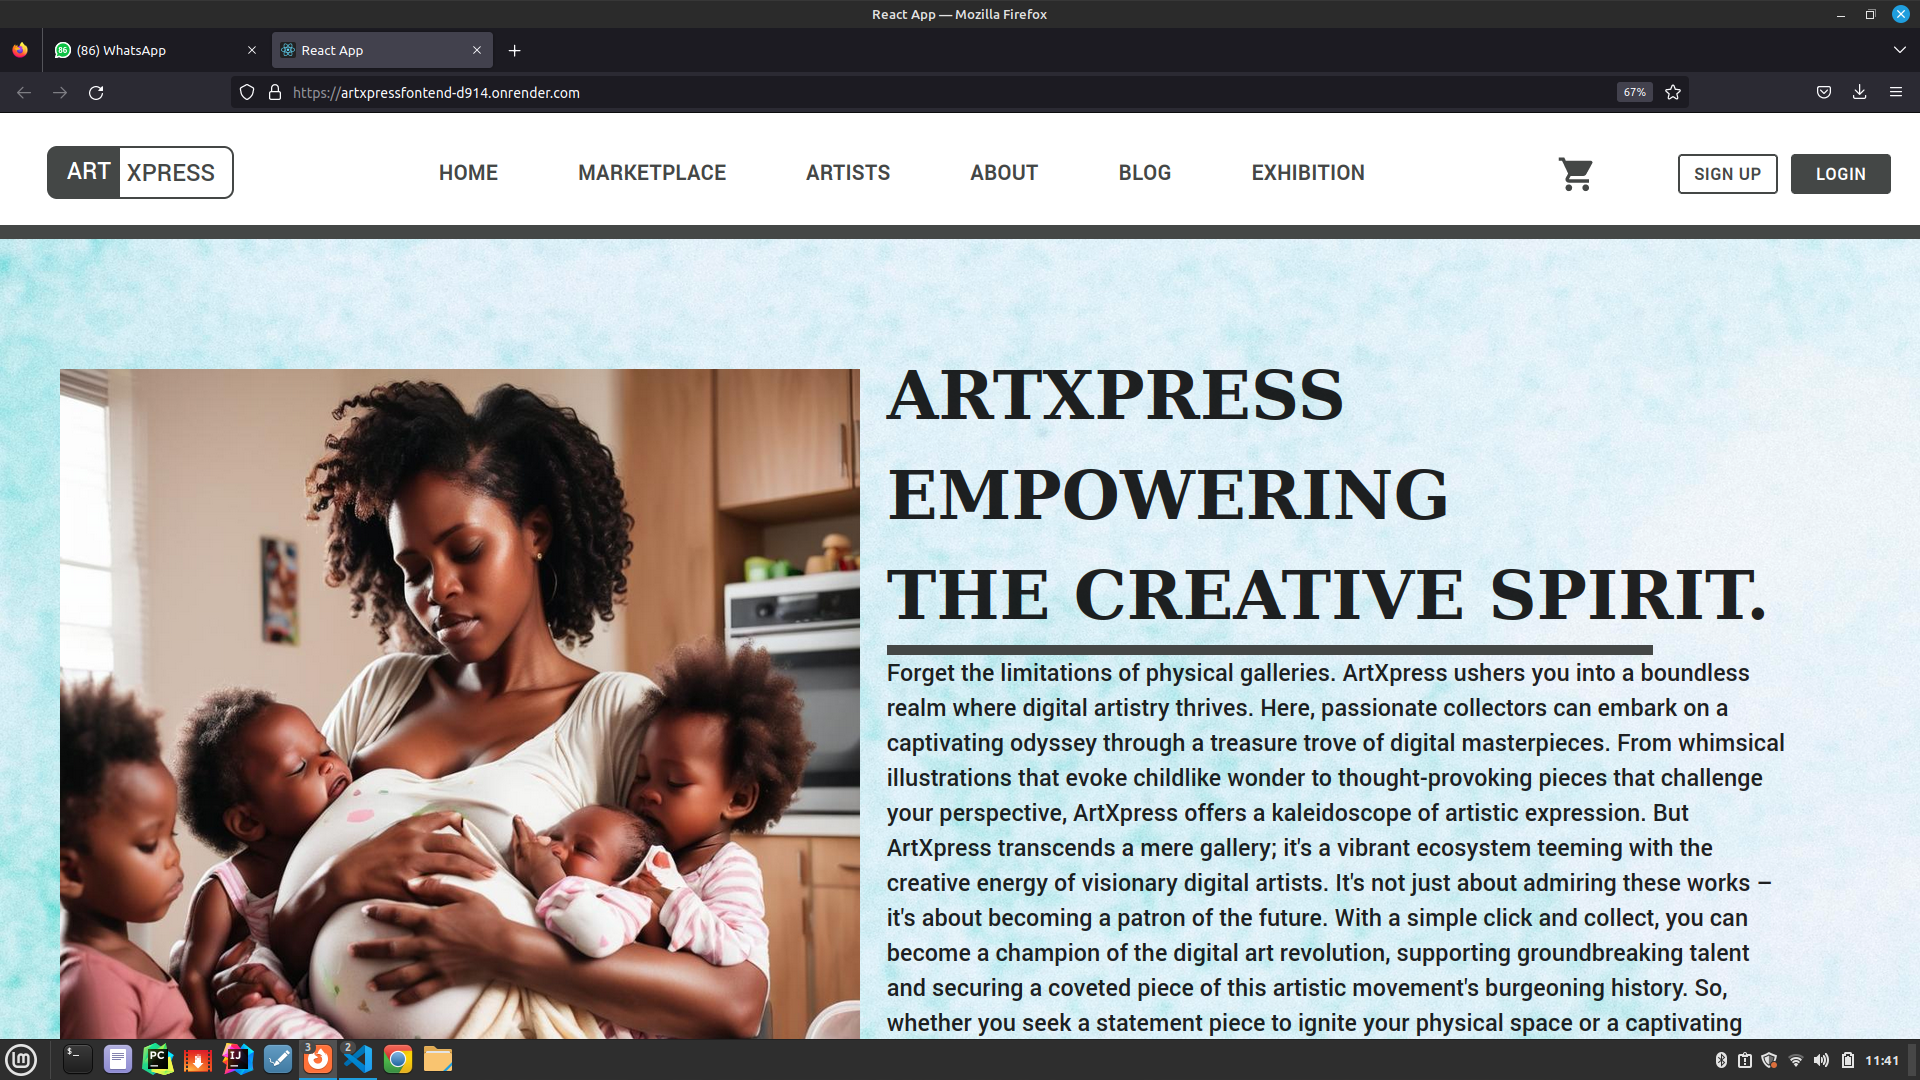 React App — Mozilla Firefox
(86) WhatsApp
React App
https://artxpressfontend-d914.onrender.com
67%
ART XPRESS
HOME
MARKETPLACE
ARTISTS
ABOUT
BLOG
EXHIBITION
SIGN UP
LOGIN
ARTXPRESS
EMPOWERING
THE CREATIVE SPIRIT.
Forget the limitations of physical galleries. ArtXpress ushers you into a boundless
realm where digital artistry thrives. Here, passionate collectors can embark on a
captivating odyssey through a treasure trove of digital masterpieces. From whimsical
illustrations that evoke childlike wonder to thought-provoking pieces that challenge
your perspective, ArtXpress offers a kaleidoscope of artistic expression. But
ArtXpress transcends a mere gallery; it's a vibrant ecosystem teeming with the
creative energy of visionary digital artists. It's not just about admiring these works –
it's about becoming a patron of the future. With a simple click and collect, you can
become a champion of the digital art revolution, supporting groundbreaking talent
and securing a coveted piece of this artistic movement's burgeoning history. So,
whether you seek a statement piece to ignite your physical space or a captivating
$_
PC
IJ
3
2
11:41